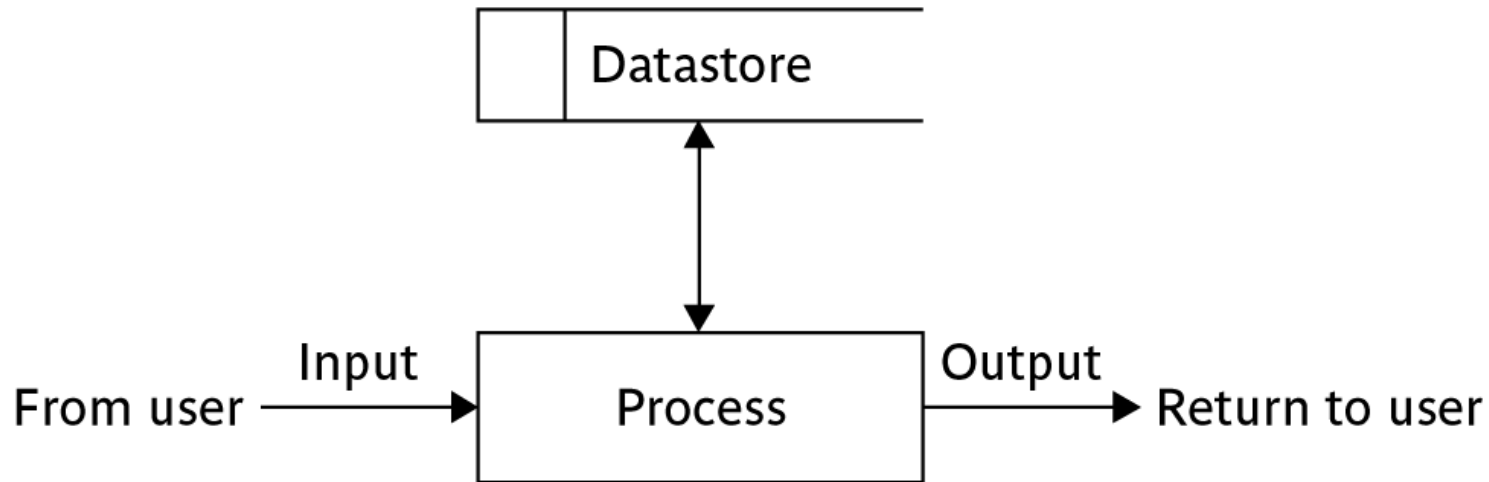 Datastore
Input
Output
From user
Process
Return to user